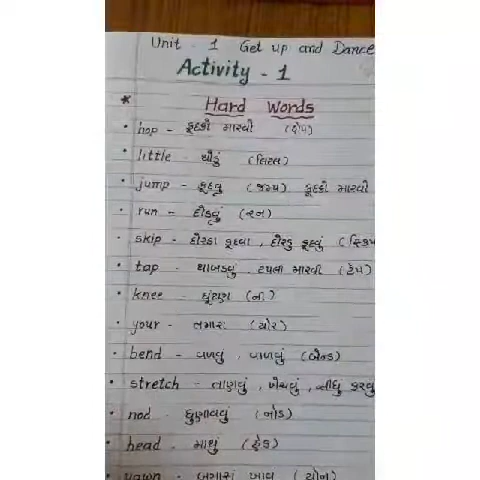 Unit - 1 Get up and Dance
Activity - 1
* Hard Words
• hop - કૂદકો મારવો (હોપ)
• little - થોડું (લિટલ)
• jump - કૂદવું (જમ્પ) કૂદકો મારવો
• run - દોડવું (રન)
skip - દોરડા કૂદવા, દોરડું કૂદવું (સ્કિપ
• tap - થાબડવું, ટપલી મારવી (ટેપ)
• knee - ઘૂંટણ (ની)
• your - તમારા (યોર)
• bend - વળવું, વાળવું (બેન્ડ)
• stretch - તાણવું, ખેંચવું, સીધુ કરવુ
• nod - ધુણાવવું (નોડ)
• head - માથું (હેડ)
• yawn - બગાસા ખાવા (યોન)